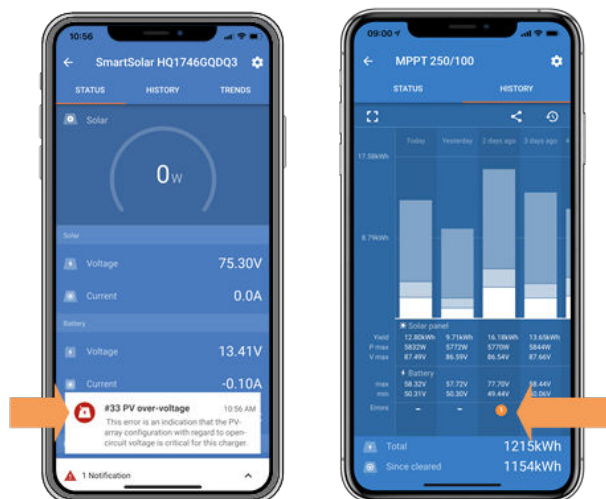 10:56
SmartSolar HQ1746GQDQ3
STATUS HISTORY TRENDS
Solar
0W
Solar
Voltage 75.30V
Current 0.0A
Battery
Voltage 13.41V
Current -0.10A
#33 PV over-voltage 10:56 AM
This error is an indication that the PV-
array configuration with regard to open-
circuit voltage is critical for this charger.
1 Notification
09:00
MPPT 250/100
STATUS HISTORY
Today Yesterday 2 days ago 3 days ago 4
17.58kWh
8.79kWh
Solar panel
Yield 12.80kWh 9.71kWh 16.18kWh 13.65kWh
P max 5832W 5772W 5770W 5844W
V max 87.49V 86.59V 86.54V 87.66V
Battery
max 58.32V 57.72V 77.70V 58.44V
min 50.31V 50.30V 49.44V 50.06V
Errors - - 1
Total 1215kWh
Since cleared 1154kWh